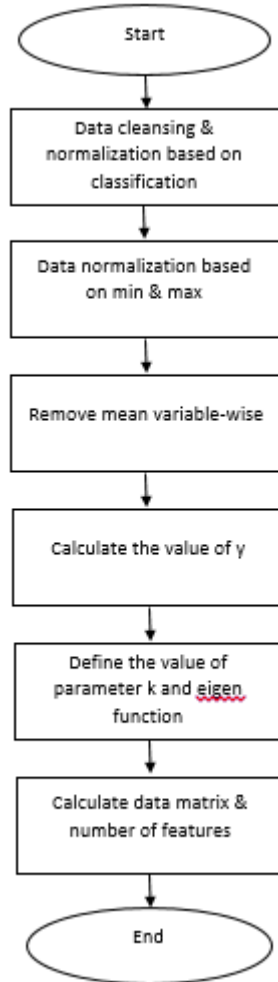 Start
Data cleansing &
normalization based on
classification
Data normalization based
on min & max
Remove mean variable-wise
Calculate the value of y
Define the value of
parameter k and eigen
function
Calculate data matrix &
number of features
End